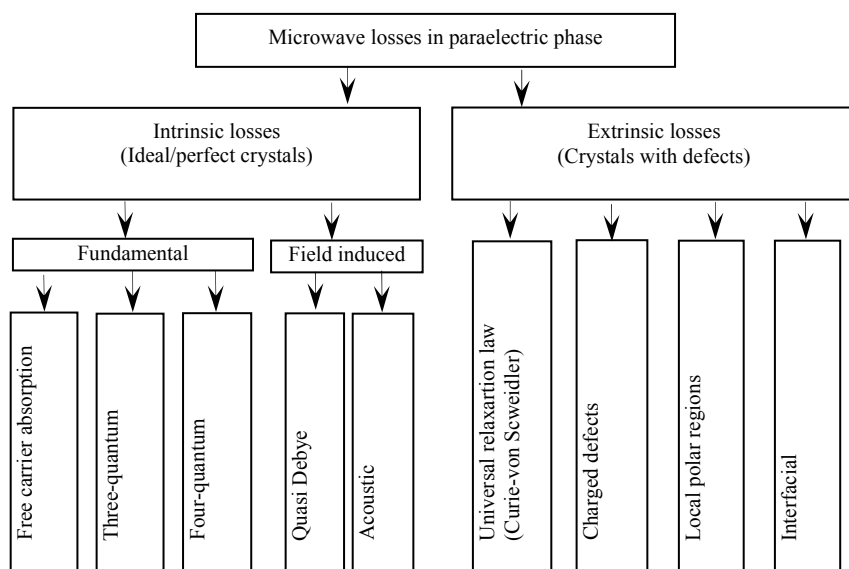 Microwave losses in paraelectric phase
Intrinsic losses
(Ideal/perfect crystals)
Extrinsic losses
(Crystals with defects)
Fundamental
Field induced
Free carrier absorption
Three-quantum
Four-quantum
Quasi Debye
Acoustic
Universal relaxartion law
(Curie-von Scweidler)
Charged defects
Local polar regions
Interfacial